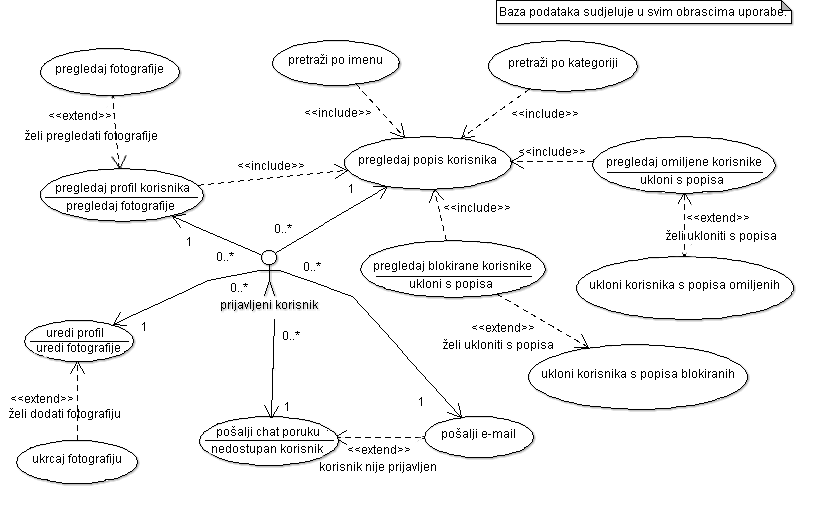 Baza podataka sudjeluje u svim obrascima uporabe.
pregledaj fotografije
pretraži po imenu
pretraži po kategoriji
<<extend>>
želi pregledati fotografije
<<include>>
<<include>>
pregledaj profil korisnika
pregledaj fotografije
<<include>>
pregledaj popis korisnika
<<include>>
pregledaj omiljene korisnike
ukloni s popisa
1
<<include>>
<<extend>>
želi ukloniti s popisa
1
0..*
0..*
0..*
0..*
prijavljeni korisnik
pregledaj blokirane korisnike
ukloni s popisa
ukloni korisnika s popisa omiljenih
uredi profil
uredi fotografije
1
0..*
<<extend>>
želi ukloniti s popisa
ukloni korisnika s popisa blokiranih
<<extend>>
želi dodati fotografiju
1
1
ukrcaj fotografiju
pošalji chat poruku
nedostupan korisnik
<<extend>>
korisnik nije prijavljen
pošalji e-mail